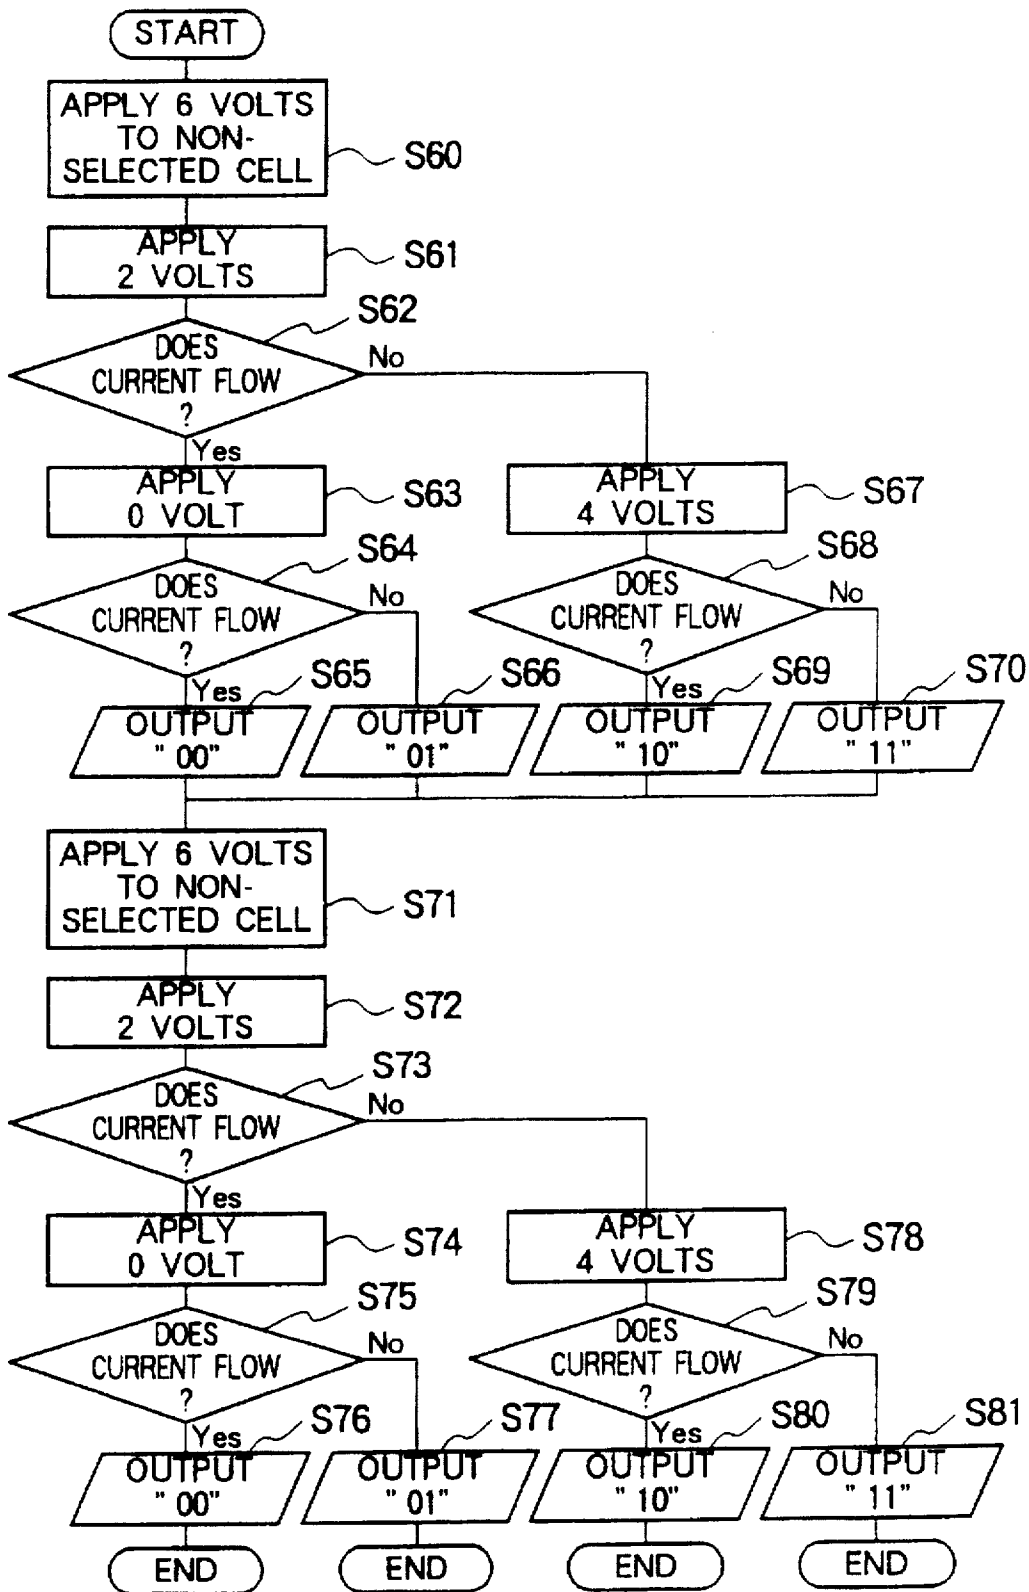 START
APPLY 6 VOLTS
TO NON-
SELECTED CELL
S60
APPLY
2 VOLTS
S61
S62
DOES
CURRENT FLOW
?
No
Yes
APPLY
0 VOLT
S63
APPLY
4 VOLTS
S67
S64
DOES
CURRENT FLOW
?
No
Yes
S68
DOES
CURRENT FLOW
?
No
Yes
S65
OUTPUT
"00"
S66
OUTPUT
"01"
S69
OUTPUT
"10"
S70
OUTPUT
"11"
APPLY 6 VOLTS
TO NON-
SELECTED CELL
S71
APPLY
2 VOLTS
S72
S73
DOES
CURRENT FLOW
?
No
Yes
APPLY
0 VOLT
S74
APPLY
4 VOLTS
S78
S75
DOES
CURRENT FLOW
?
No
Yes
S79
DOES
CURRENT FLOW
?
No
Yes
S76
OUTPUT
"00"
S77
OUTPUT
"01"
S80
OUTPUT
"10"
S81
OUTPUT
"11"
END
END
END
END